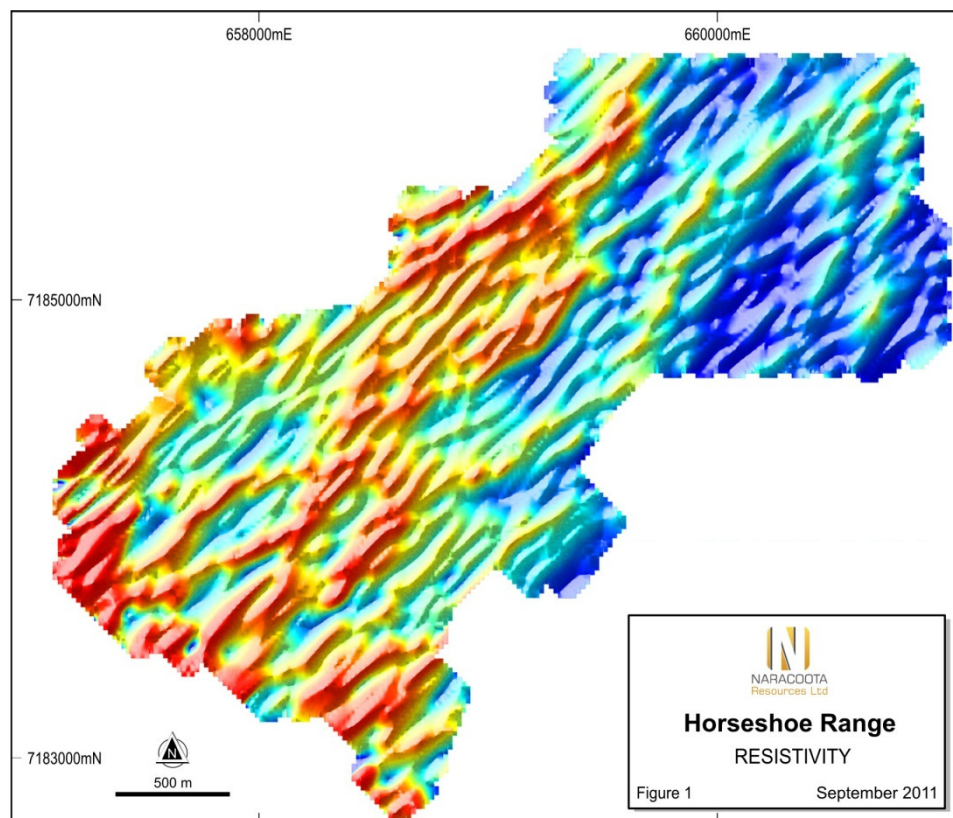 658000mE
660000mE
7185000mN
7183000mN
N
500 m
N
NARACOOTA
Resources Ltd
Horseshoe Range
RESISTIVITY
Figure 1
September 2011